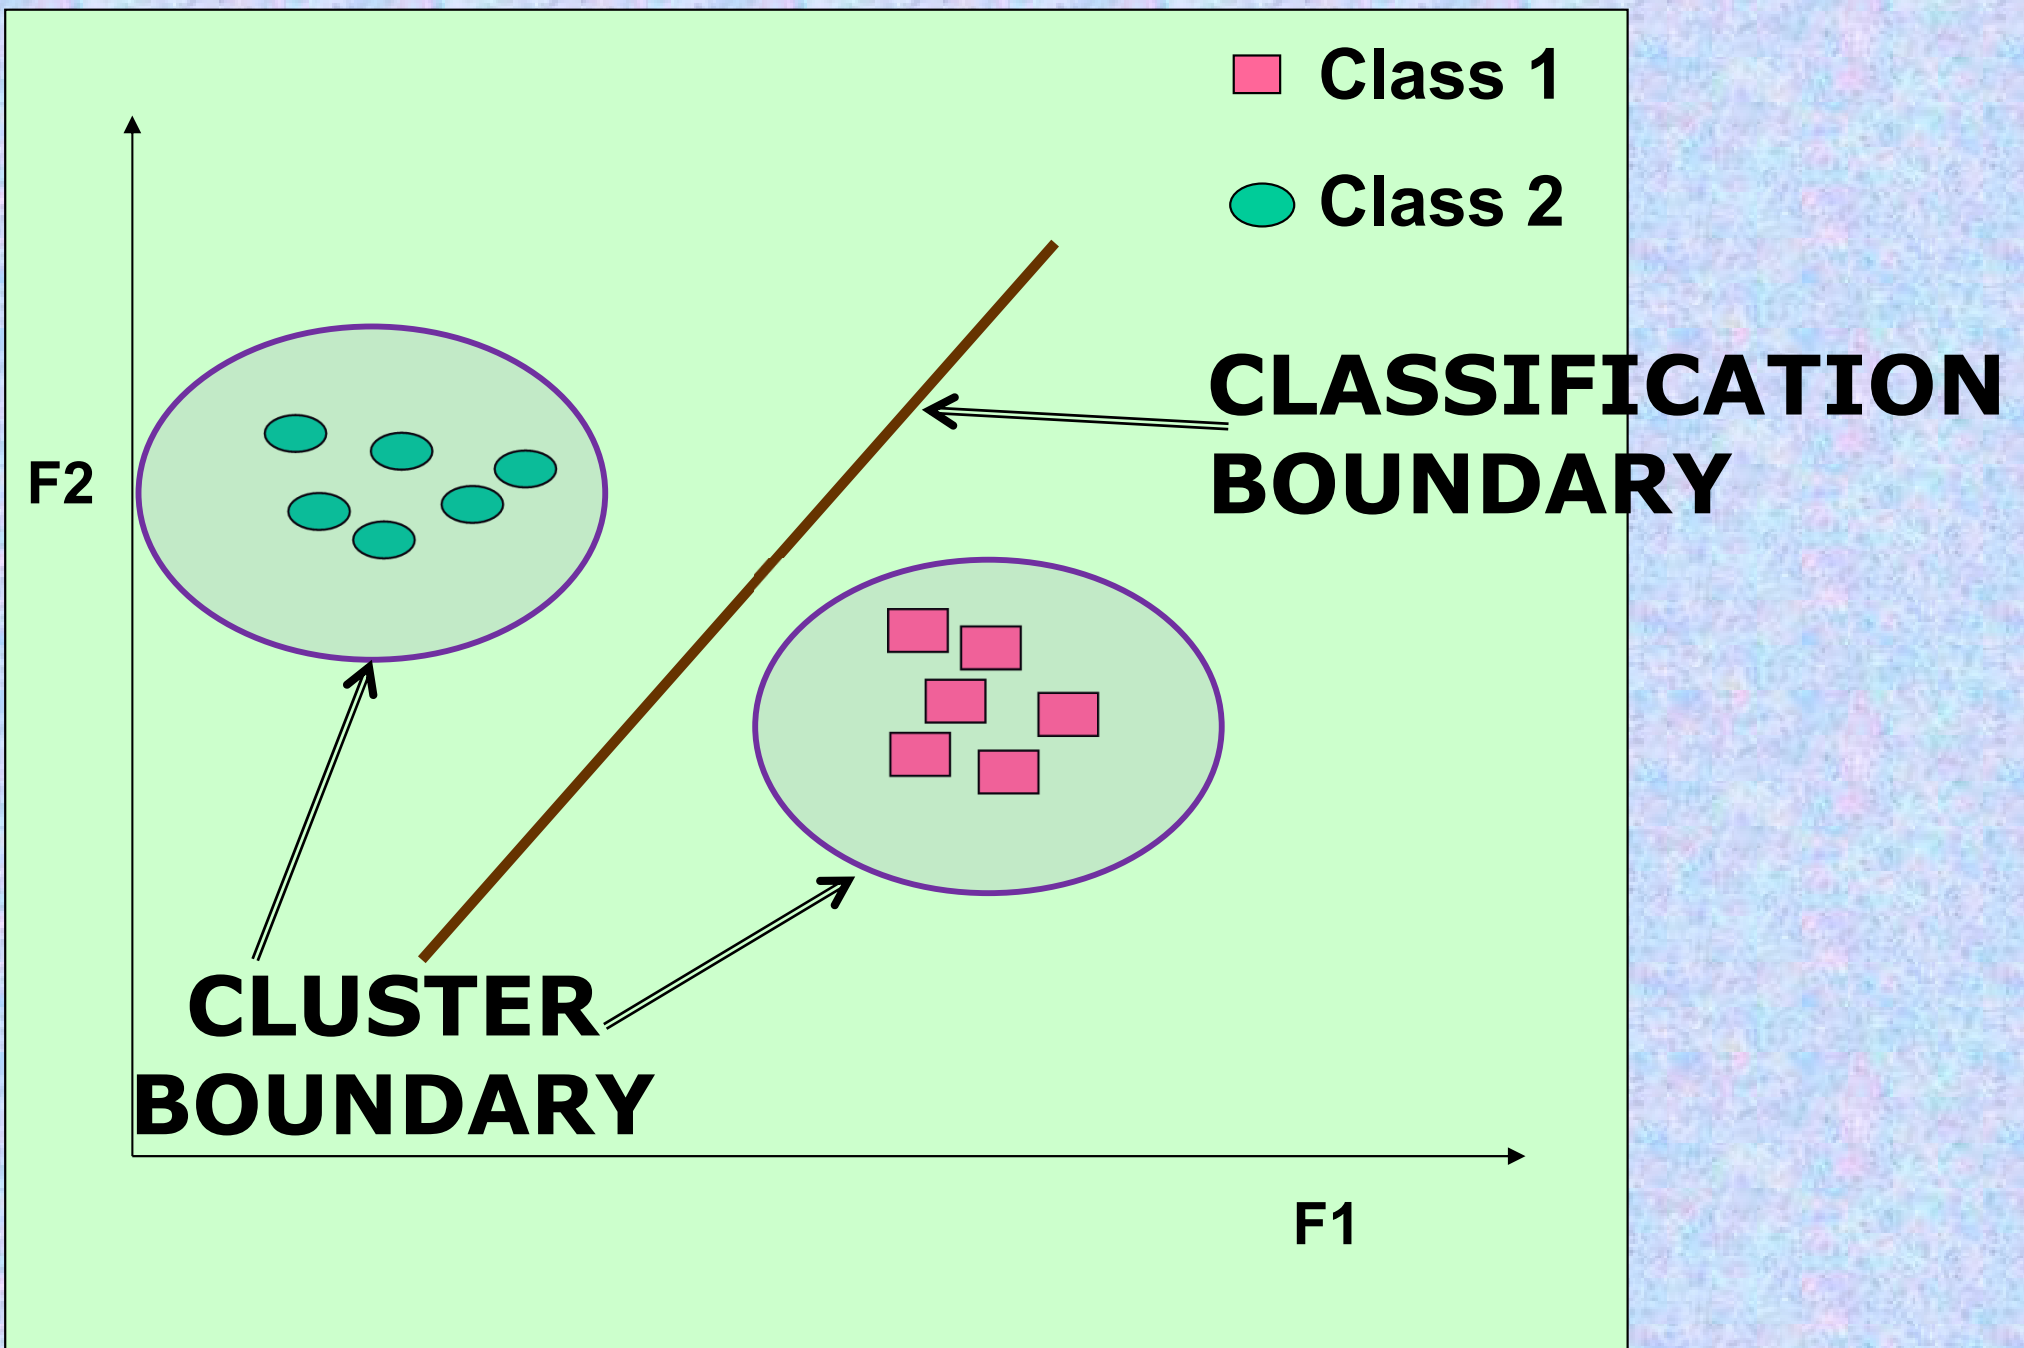 Class 1
Class 2
CLASSIFICATION
BOUNDARY
F2
CLUSTER
BOUNDARY
F1